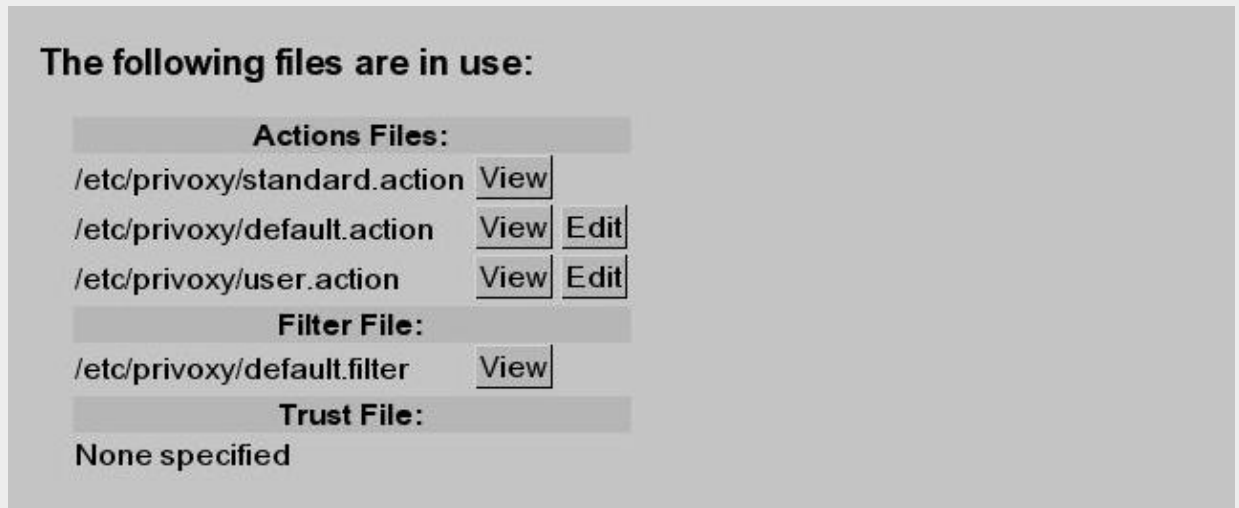 The following files are in use:
Actions Files:
/etc/privoxy/standard.action View
/etc/privoxy/default.action View Edit
/etc/privoxy/user.action View Edit
Filter File:
/etc/privoxy/default.filter View
Trust File:
None specified